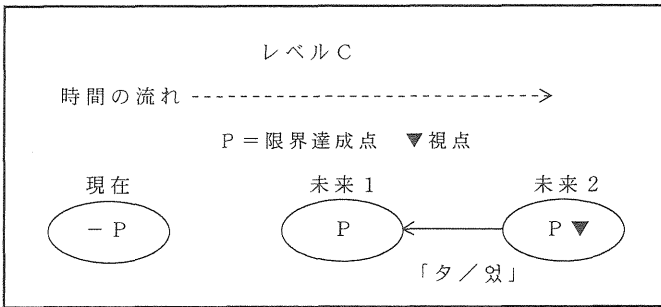 レベルC
時間の流れ
P＝限界達成点 ▼視点
現在 未来1 未来2
－P P P▼
「タ／었」